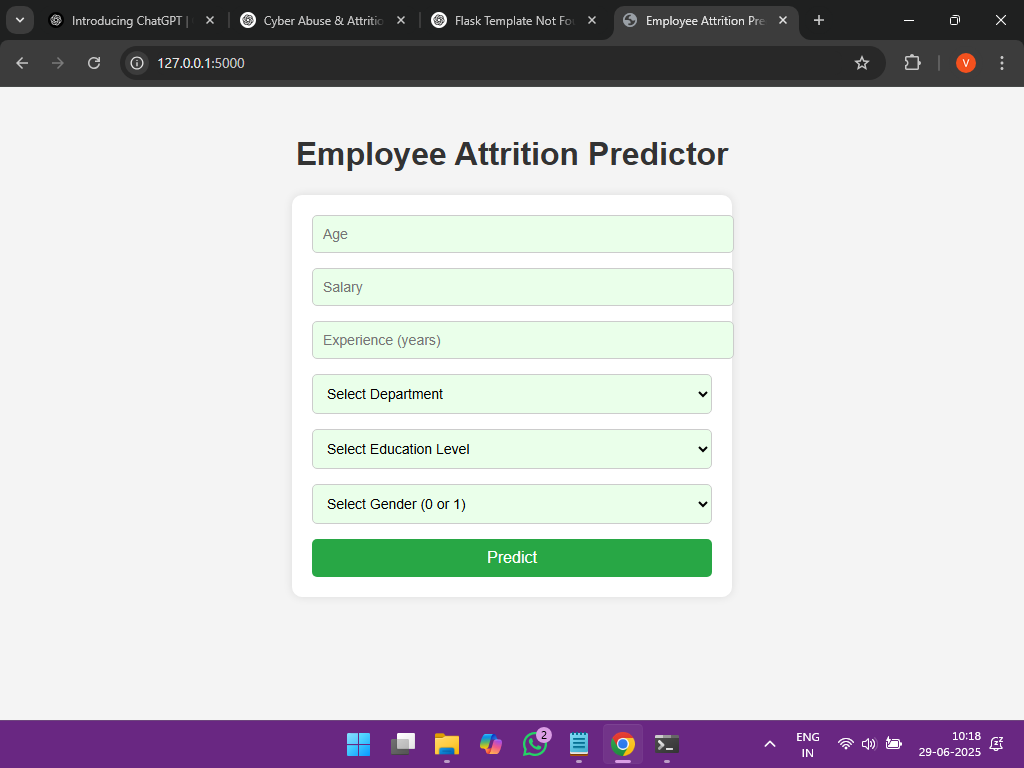 Introducing ChatGPT |
Cyber Abuse & Attritio
Flask Template Not Fou
Employee Attrition Pre
127.0.0.1:5000
V
Employee Attrition Predictor
Age
Salary
Experience (years)
Select Department
Select Education Level
Select Gender (0 or 1)
Predict
2
ENG
IN
10:18
29-06-2025